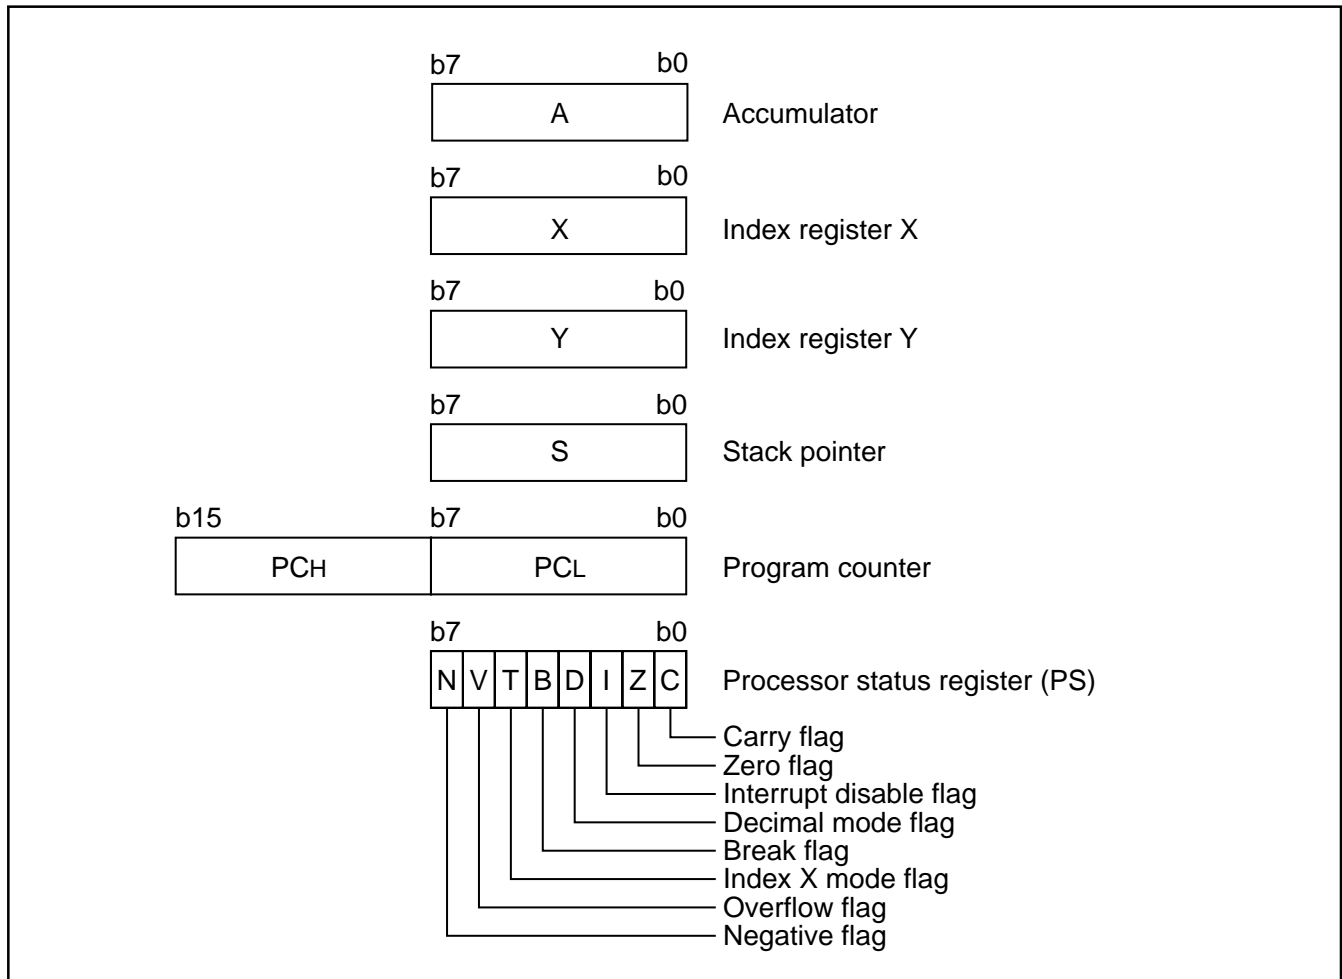 b7 b0
A Accumulator
b7 b0
X Index register X
b7 b0
Y Index register Y
b7 b0
S Stack pointer
b15 b7 b0
PCH PCL Program counter
b7 b0
N V T B D I Z C Processor status register (PS)
Carry flag
Zero flag
Interrupt disable flag
Decimal mode flag
Break flag
Index X mode flag
Overflow flag
Negative flag